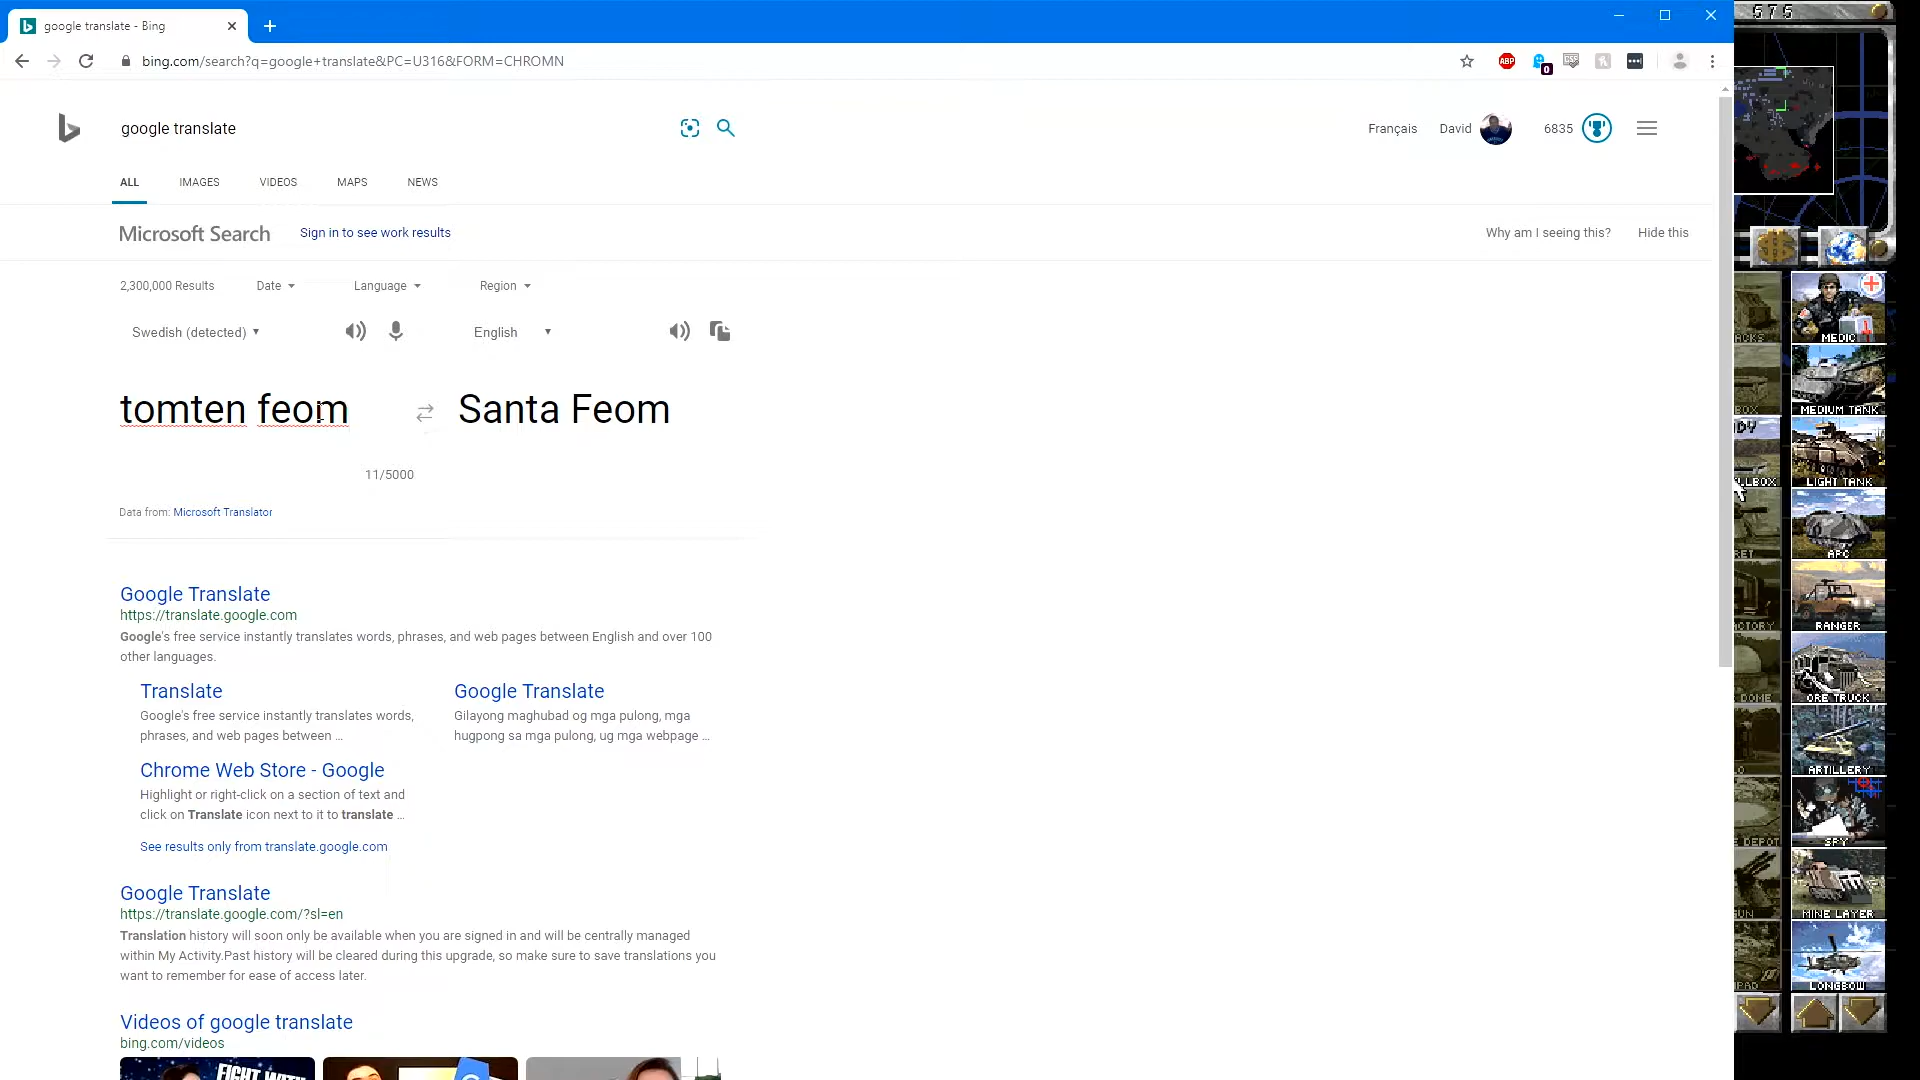 google translate - Bing
bing.com/search?q=google+translate&PC=U316&FORM=CHROMN
ABP
0
google translate
Français
David
6835
ALL
IMAGES
VIDEOS
MAPS
NEWS
Microsoft Search
Sign in to see work results
Why am I seeing this?
Hide this
2,300,000 Results
Date
Language
Region
Swedish (detected)
English
tomten feom
Santa Feom
11/5000
Data from: Microsoft Translator
Google Translate
https://translate.google.com
Google's free service instantly translates words, phrases, and web pages between English and over 100
other languages.
Translate
Google's free service instantly translates words,
phrases, and web pages between ...
Google Translate
Gilayong maghubad og mga pulong, mga
hugpong sa mga pulong, ug mga webpage ...
Chrome Web Store - Google
Highlight or right-click on a section of text and
click on Translate icon next to it to translate ...
See results only from translate.google.com
Google Translate
https://translate.google.com/?sl=en
Translation history will soon only be available when you are signed in and will be centrally managed
within My Activity.Past history will be cleared during this upgrade, so make sure to save translations you
want to remember for ease of access later.
Videos of google translate
bing.com/videos
FIGHT WITH
575
MEDIC
MEDIUM TANK
LIGHT TANK
APC
RANGER
ORE TRUCK
ARTILLERY
SPY
MINE LAYER
LONGBOW
DOME
DEPOT